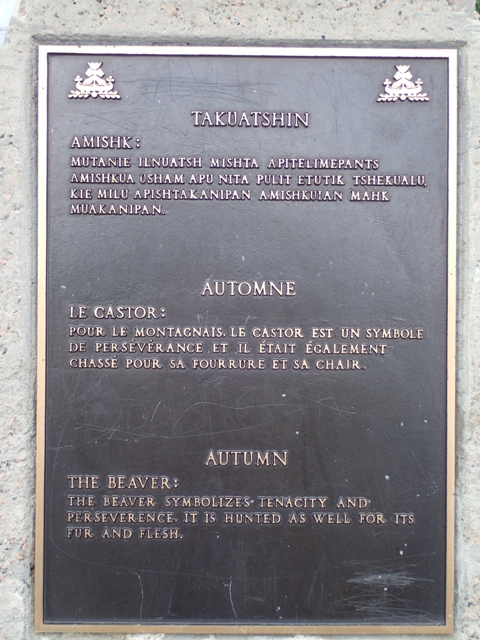 TAKUATSHIN
AMISHK:
MUTANIE ILNUATSH MISHTA APITELIMEPANTS
AMISHKUA, USHAM APU NITA PULIT ETUTIK TSHEKUALU,
KIE MILU APISHTAKANIPAN AMISHKUIAN MAHK
MUAKANIPAN.
AUTOMNE
LE CASTOR:
POUR LE MONTAGNAIS, LE CASTOR EST UN SYMBOLE
DE PERSÉVÉRANCE ET IL ÉTAIT ÉGALEMENT
CHASSÉ POUR SA FOURRURE ET SA CHAIR.
AUTUMN
THE BEAVER:
THE BEAVER SYMBOLIZES TENACITY AND
PERSEVERENCE. IT IS HUNTED AS WELL FOR ITS
FUR AND FLESH.